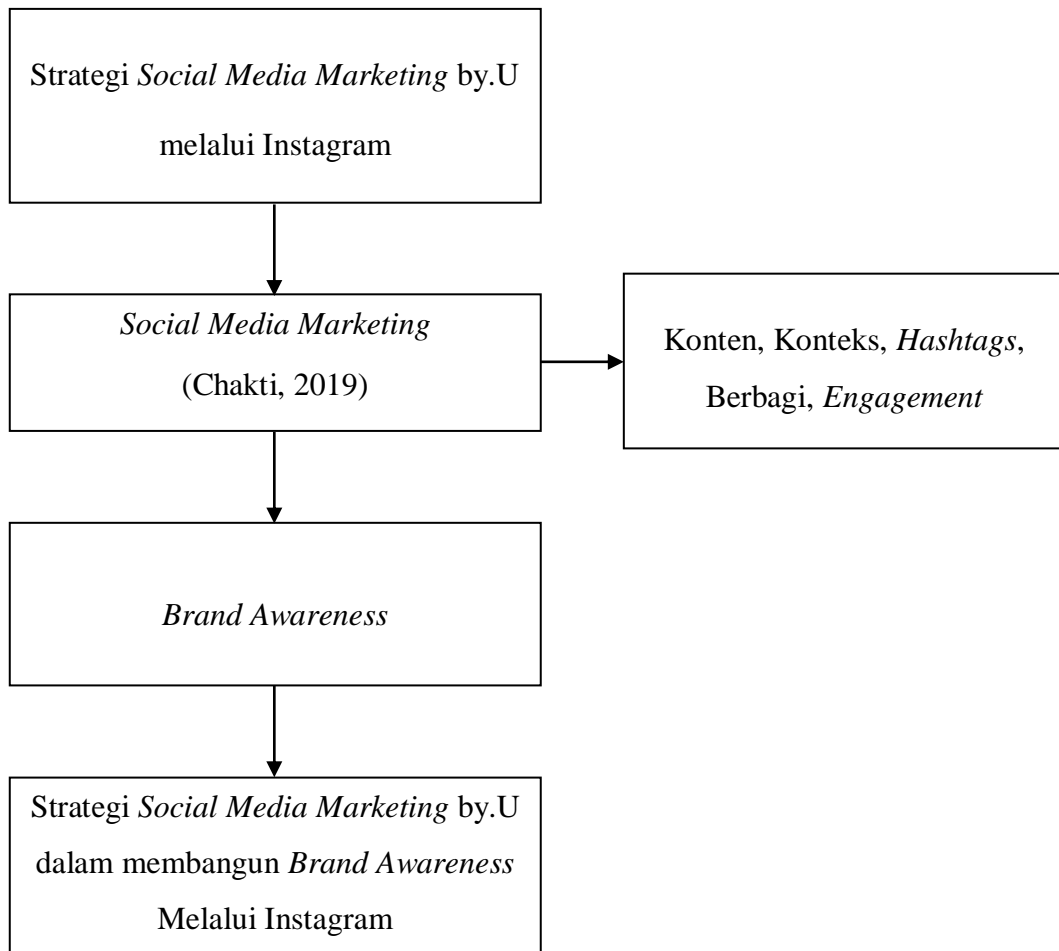 Strategi Social Media Marketing by.U
melalui Instagram
Social Media Marketing
(Chakti, 2019)
Konten, Konteks, Hashtags,
Berbagi, Engagement
Brand Awareness
Strategi Social Media Marketing by.U
dalam membangun Brand Awareness
Melalui Instagram